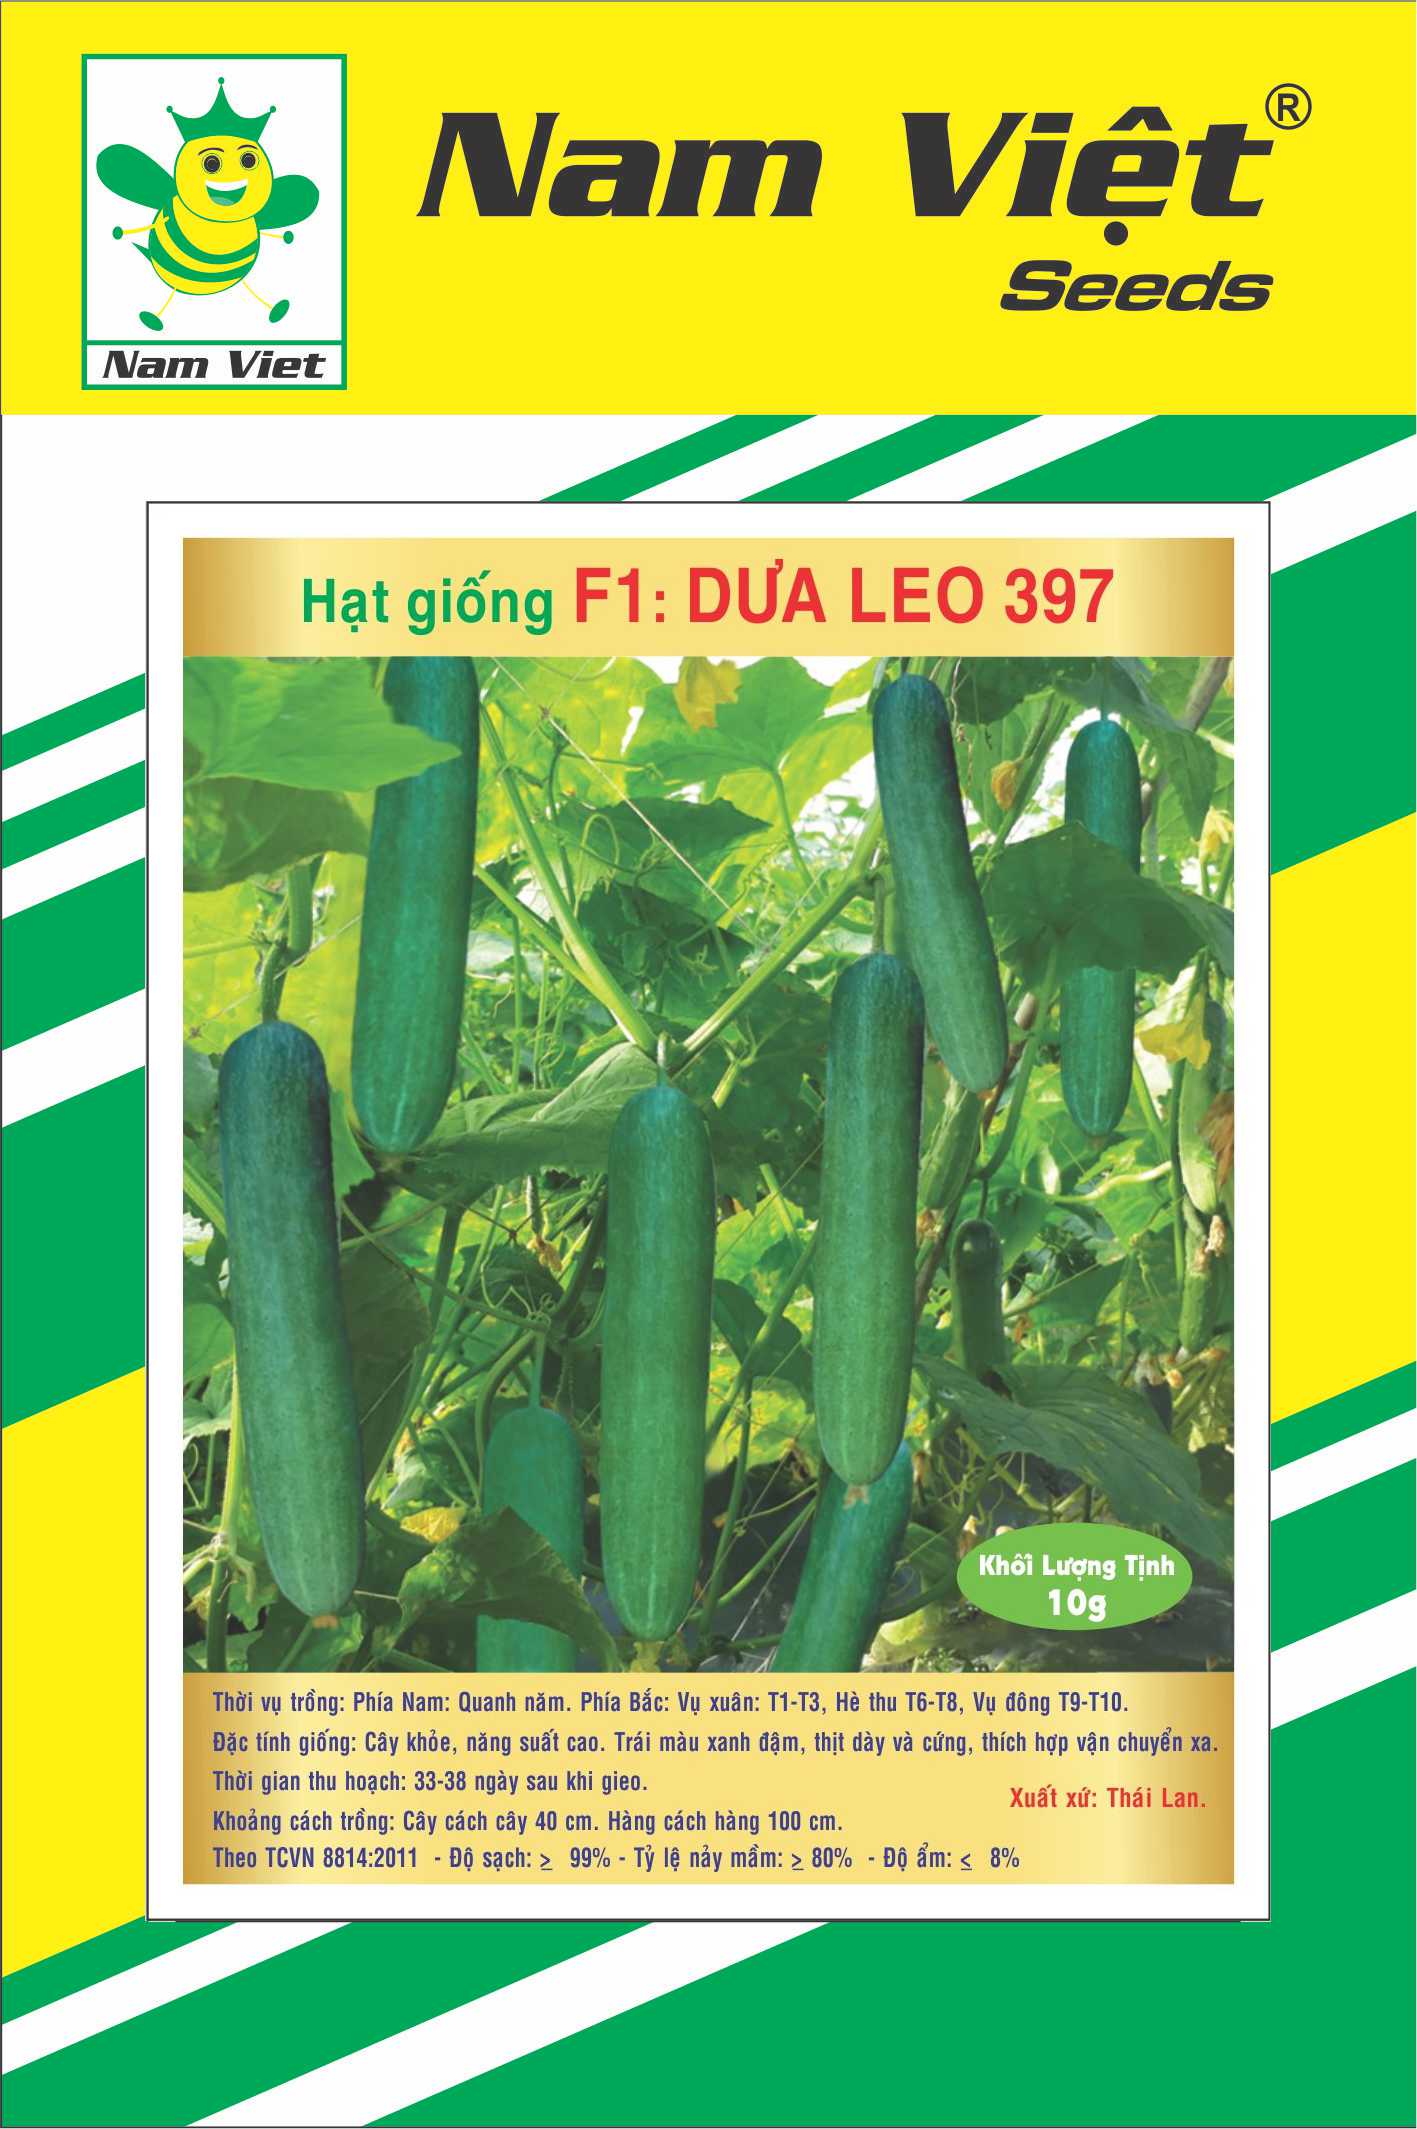 Nam Việt®
Seeds
Nam Viet
Hạt giống F1: DƯA LEO 397
Khối Lượng Tịnh
10g
Thời vụ trồng: Phía Nam: Quanh năm. Phía Bắc: Vụ xuân: T1-T3, Hè thu T6-T8, Vụ đông T9-T10.
Đặc tính giống: Cây khỏe, năng suất cao. Trái màu xanh đậm, thịt dày và cứng, thích hợp vận chuyển xa.
Thời gian thu hoạch: 33-38 ngày sau khi gieo.
Xuất xứ: Thái Lan.
Khoảng cách trồng: Cây cách cây 40 cm. Hàng cách hàng 100 cm.
Theo TCVN 8814:2011 - Độ sạch: ≥ 99% - Tỷ lệ nảy mầm: ≥ 80% - Độ ẩm: ≤ 8%